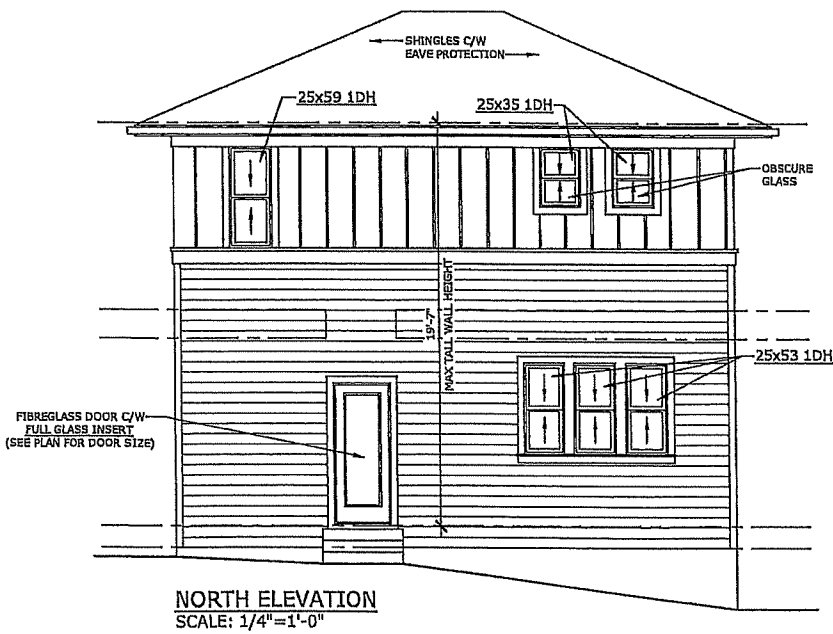 SHINGLES C/W
EAVE PROTECTION
25x59 1DH
25x35 1DH
OBSCURE
GLASS
19'-7"
MAX TALL WALL HEIGHT
25x53 1DH
FIBREGLASS DOOR C/W
FULL GLASS INSERT
(SEE PLAN FOR DOOR SIZE)
NORTH ELEVATION
SCALE: 1/4"=1'-0"